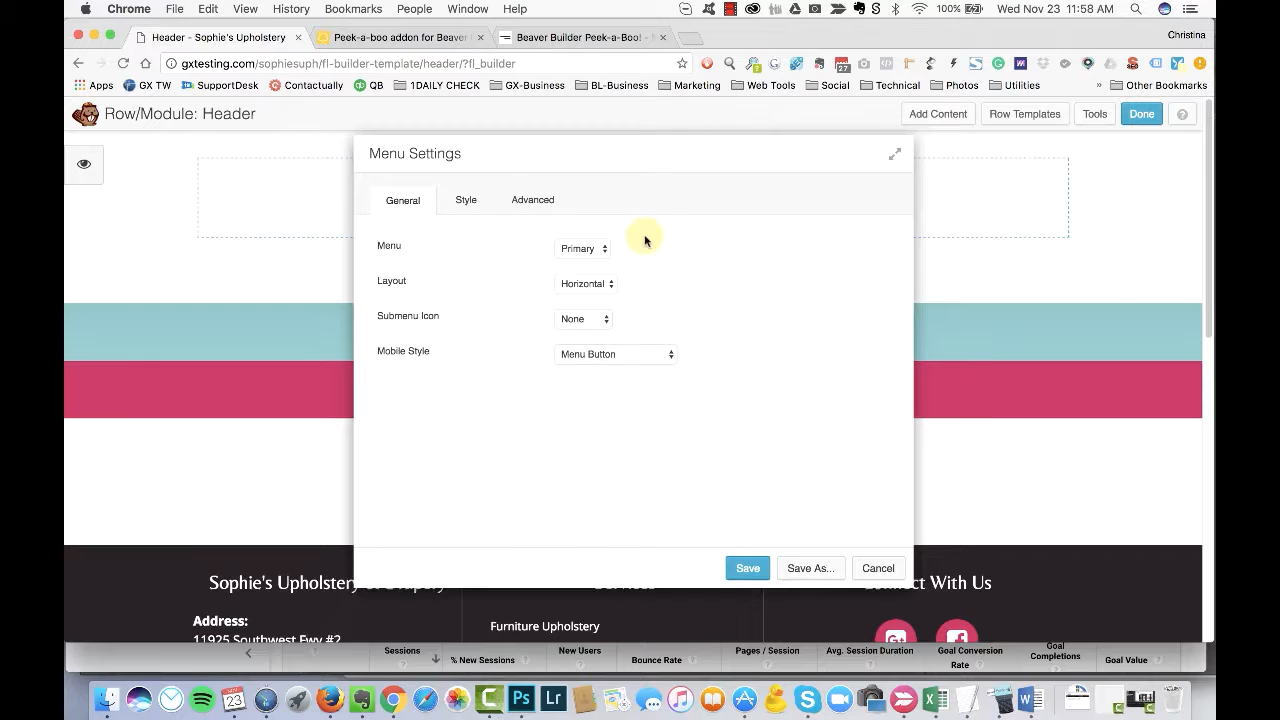 Chrome File Edit View History Bookmarks People Window Help 100% Wed Nov 23 11:58 AM
Header - Sophie's Upholstery Peek-a-boo addon for Beaver Beaver Builder Peek-a-Boo! - Christina
gxtesting.com/sophiesuph/fl-builder-template/header/?fl_builder
Apps GX TW SupportDesk Contactually QB 1DAILY CHECK GX-Business BL-Business Marketing Web Tools Social Technical Photos Utilities » Other Bookmarks
Row/Module: Header Add Content Row Templates Tools Done ?
Menu Settings
General Style Advanced
Menu Primary
Layout Horizontal
Submenu Icon None
Mobile Style Menu Button
Save Save As... Cancel
Sophie's Upholstery Connect With Us
Address: Furniture Upholstery
11925 Southwest Fwy #2
Sessions % New Sessions New Users Bounce Rate Pages / Session Avg. Session Duration Goal Conversion Rate Goal Completions Goal Value